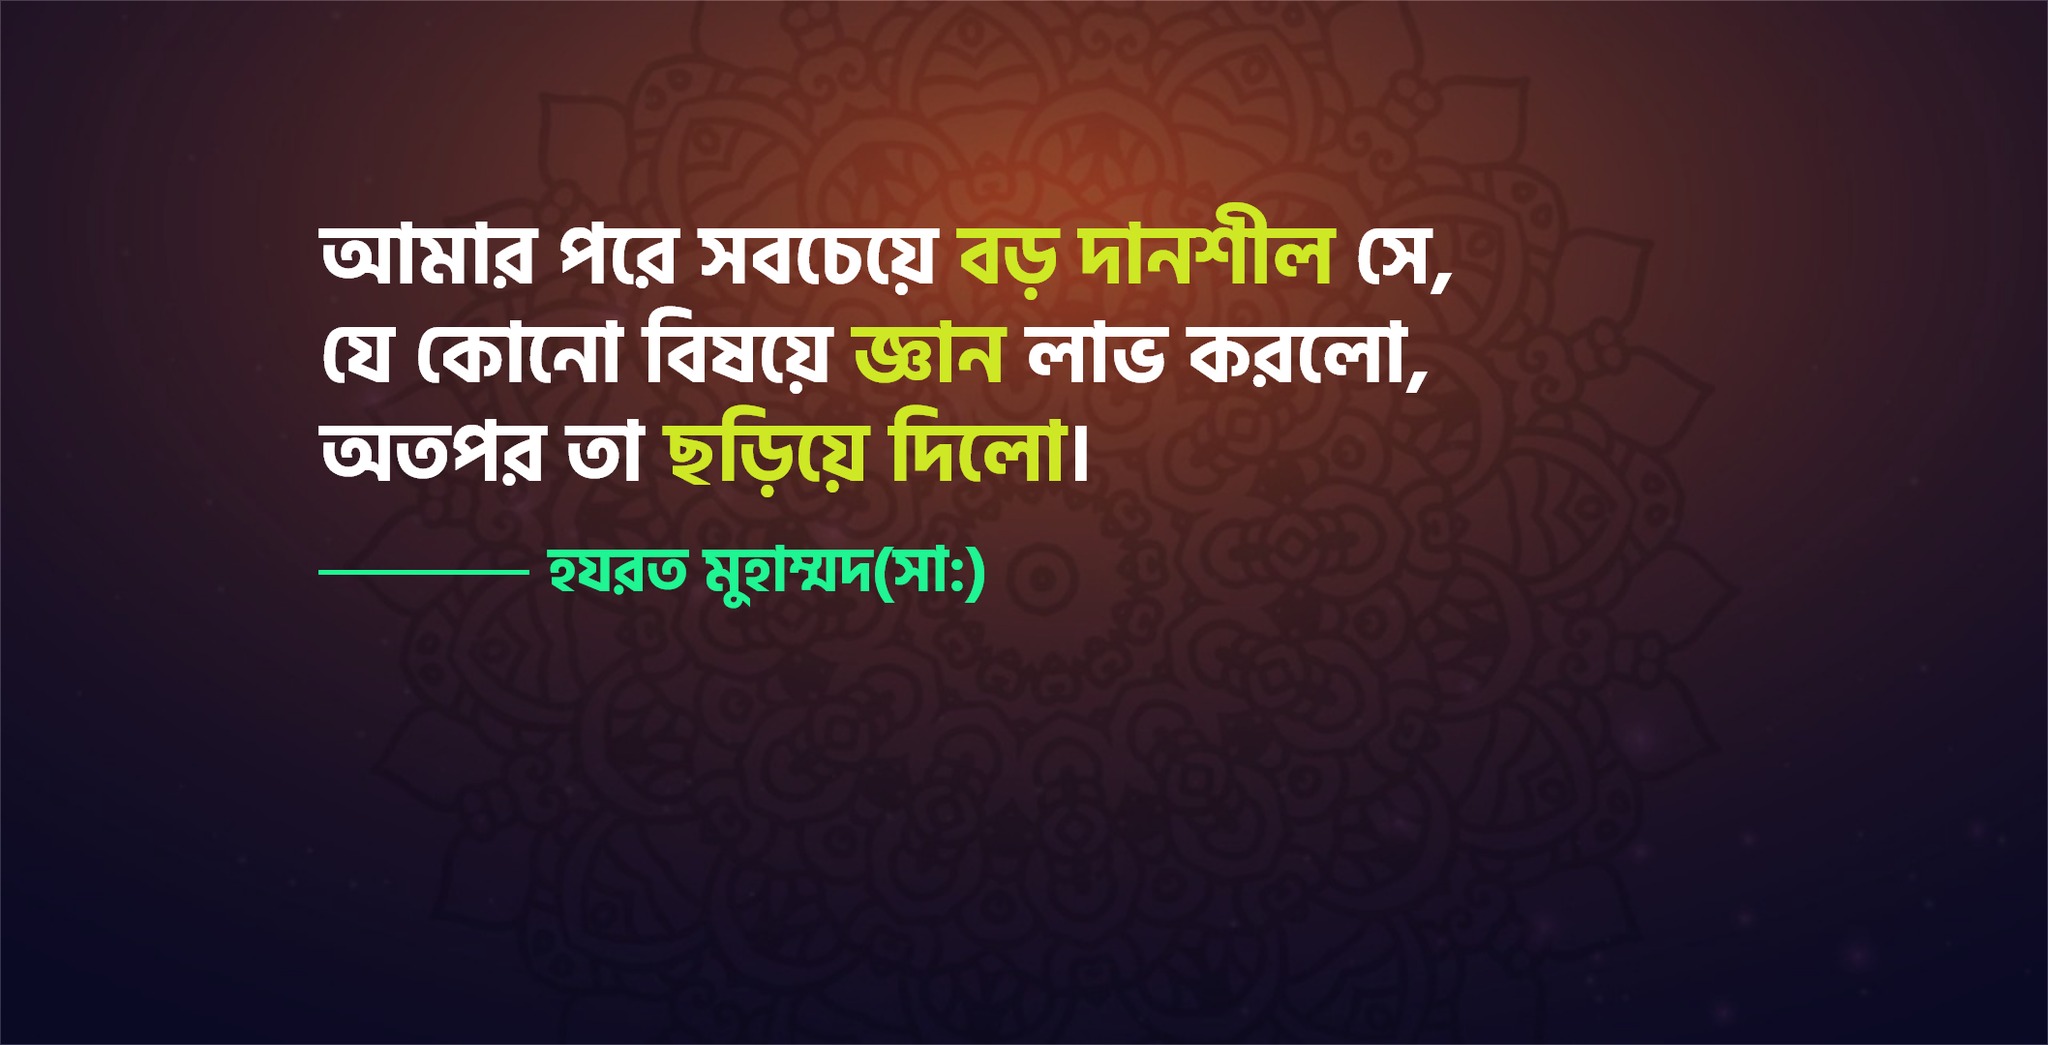 আমার পরে সবচেয়ে বড় দানশীল সে,
যে কোনো বিষয়ে জ্ঞান লাভ করলো,
অতপর তা ছড়িয়ে দিলো।
——— হযরত মুহাম্মদ(সা:)